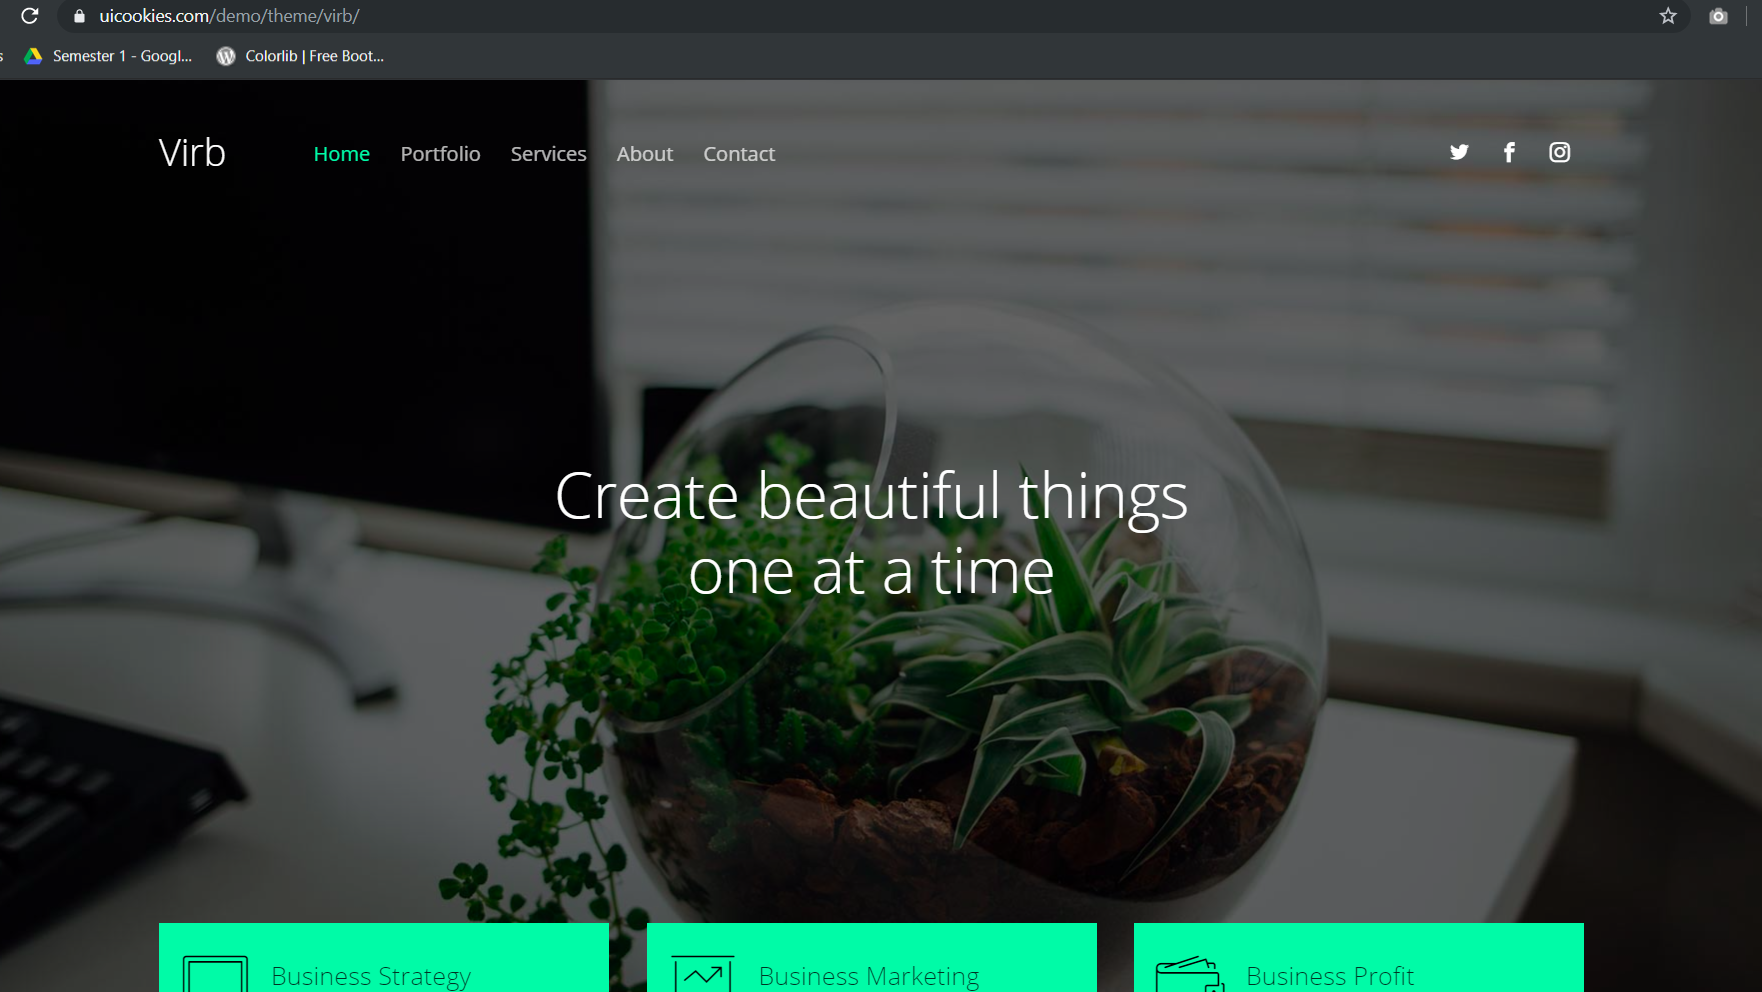 uicookies.com/demo/theme/virb/
s
Semester 1 - Googl...
Colorlib | Free Boot...
Virb
Home
Portfolio
Services
About
Contact
Create beautiful things
one at a time
Business Strategy
Business Marketing
Business Profit